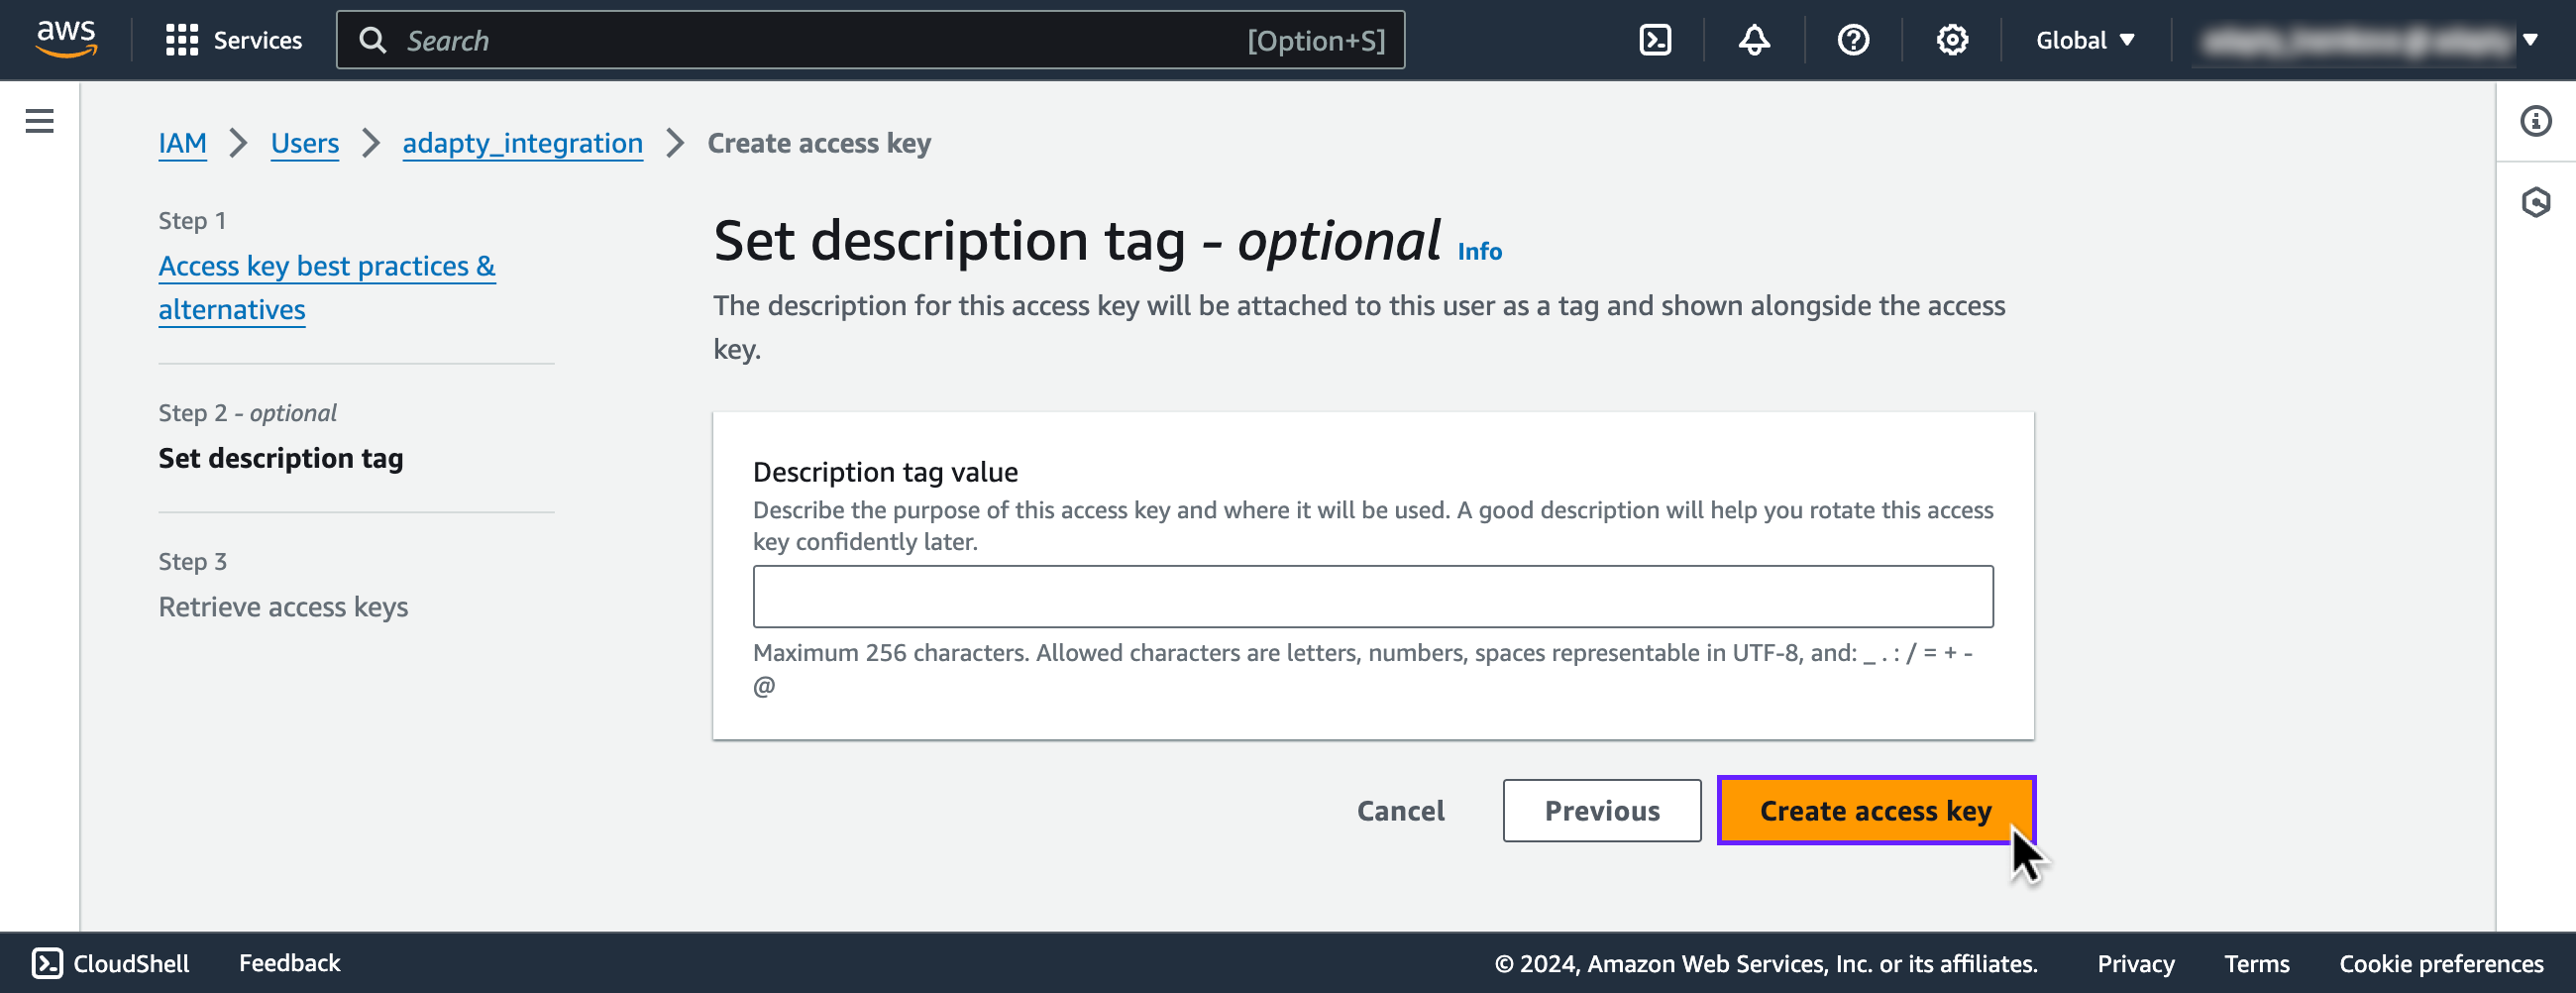 aws
Services
Search
[Option+S]
Global
IAM
Users
adapty_integration
Create access key
Step 1
Access key best practices &
alternatives
Step 2 - optional
Set description tag
Step 3
Retrieve access keys
Set description tag - optional Info
The description for this access key will be attached to this user as a tag and shown alongside the access
key.
Description tag value
Describe the purpose of this access key and where it will be used. A good description will help you rotate this access
key confidently later.
Maximum 256 characters. Allowed characters are letters, numbers, spaces representable in UTF-8, and: _ . : / = + -
@
Cancel
Previous
Create access key
CloudShell
Feedback
© 2024, Amazon Web Services, Inc. or its affiliates.
Privacy
Terms
Cookie preferences